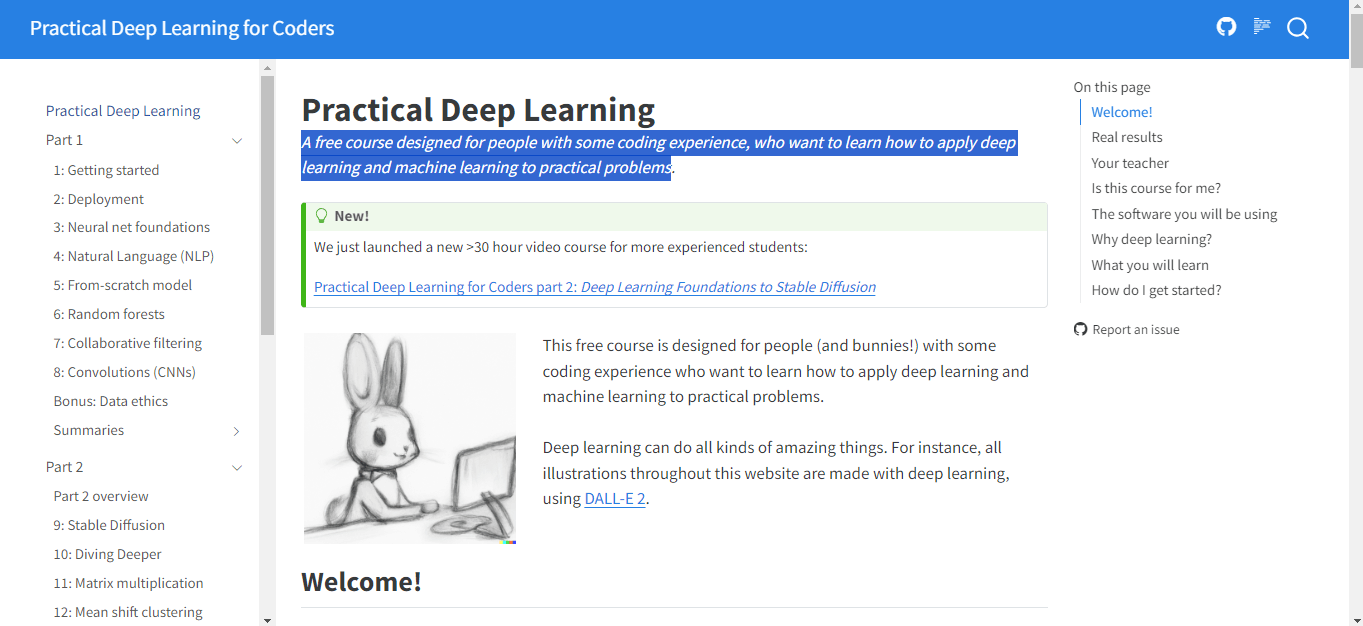 Practical Deep Learning for Coders
Practical Deep Learning
Part 1
1: Getting started
2: Deployment
3: Neural net foundations
4: Natural Language (NLP)
5: From-scratch model
6: Random forests
7: Collaborative filtering
8: Convolutions (CNNs)
Bonus: Data ethics
Summaries
Part 2
Part 2 overview
9: Stable Diffusion
10: Diving Deeper
11: Matrix multiplication
12: Mean shift clustering
Practical Deep Learning
A free course designed for people with some coding experience, who want to learn how to apply deep
learning and machine learning to practical problems.
New!
We just launched a new >30 hour video course for more experienced students:
Practical Deep Learning for Coders part 2: Deep Learning Foundations to Stable Diffusion
This free course is designed for people (and bunnies!) with some
coding experience who want to learn how to apply deep learning and
machine learning to practical problems.
Deep learning can do all kinds of amazing things. For instance, all
illustrations throughout this website are made with deep learning,
using DALL-E 2.
Welcome!
On this page
Welcome!
Real results
Your teacher
Is this course for me?
The software you will be using
Why deep learning?
What you will learn
How do I get started?
Report an issue